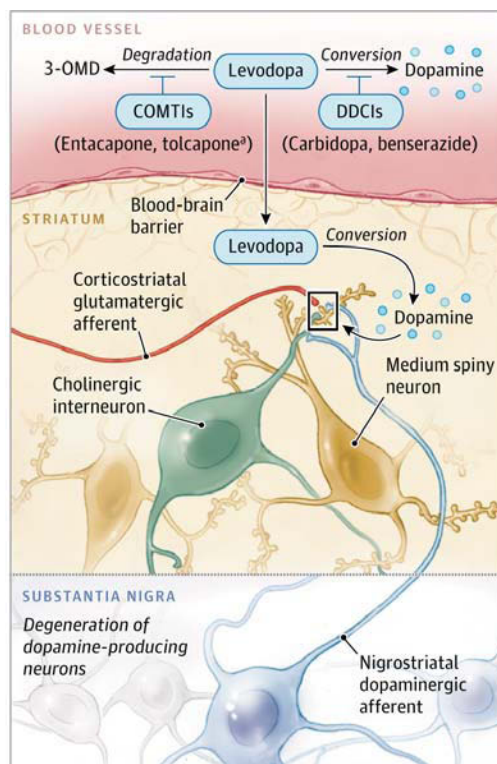 BLOOD VESSEL
3-OMD
Degradation
Levodopa
Conversion
Dopamine
COMTIs
DDCIs
(Entacapone, tolcaponeª)
(Carbidopa, benserazide)
Blood-brain
barrier
STRIATUM
Levodopa
Conversion
Corticostriatal
glutamatergic
afferent
Dopamine
Cholinergic
interneuron
Medium spiny
neuron
SUBSTANTIA NIGRA
Degeneration of
dopamine-producing
neurons
Nigrostriatal
dopaminergic
afferent